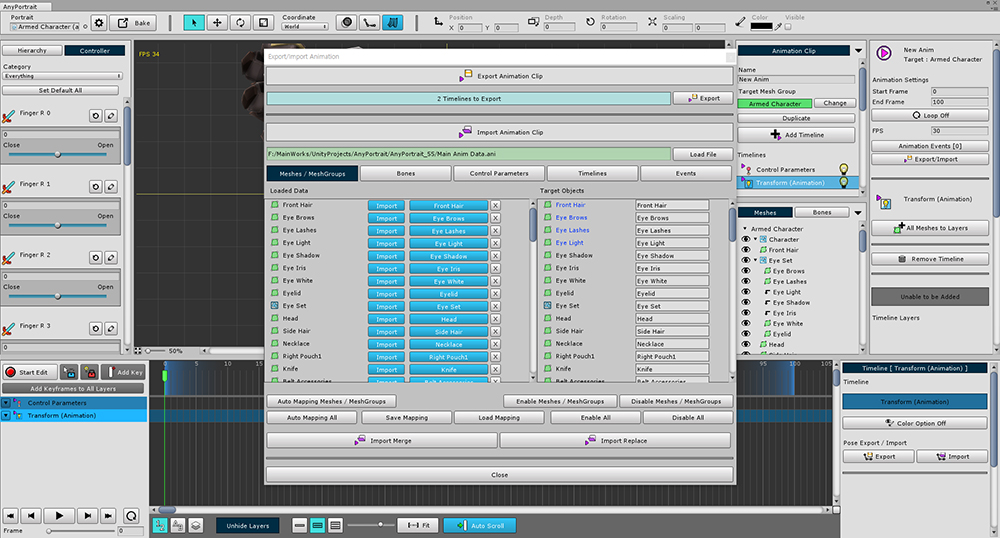 AnyPortrait
Portrait
Armed Character (a
Bake
Coordinate
World
Position
X 0 Y 0
Depth
0
Rotation
0
Scaling
X 0 Y 0
Color
Visible
Hierarchy
Controller
Category
Everything
Set Default All
Finger R 0
0
Close Open
Finger R 1
0
Close Open
Finger R 2
0
Close Open
Finger R 3
0
Close Open
FPS 34
50%
Export/Import Animation
Export Animation Clip
2 Timelines to Export
Export
Import Animation Clip
F:/MainWorks/UnityProjects/AnyPortrait/AnyPortrait_5S/Main Anim Data.ani
Load File
Meshes / MeshGroups
Bones
Control Parameters
Timelines
Events
Loaded Data
Target Objects
Front Hair Import Front Hair X Front Hair Front Hair
Eye Brows Import Eye Brows X Eye Brows Eye Brows
Eye Lashes Import Eye Lashes X Eye Lashes Eye Lashes
Eye Light Import Eye Light X Eye Light Eye Light
Eye Shadow Import Eye Shadow X Eye Shadow Eye Shadow
Eye Iris Import Eye Iris X Eye Iris Eye Iris
Eye White Import Eye White X Eye White Eye White
Eyelid Import Eyelid X Eyelid Eyelid
Eye Set Import Eye Set X Eye Set Eye Set
Head Import Head X Head Head
Side Hair Import Side Hair X Side Hair Side Hair
Necklace Import Necklace X Necklace Necklace
Right Pouch1 Import Right Pouch1 X Right Pouch1 Right Pouch1
Knife Import Knife X Knife Knife
Belt Accessories Import Belt Accessories X Belt Accessories Belt Accessories
Auto Mapping Meshes / MeshGroups
Enable Meshes / MeshGroups
Disable Meshes / MeshGroups
Auto Mapping All
Save Mapping
Load Mapping
Enable All
Disable All
Import Merge
Import Replace
Close
Animation Clip
Name
New Anim
Target Mesh Group
Armed Character
Change
Duplicate
Add Timeline
Timelines
Control Parameters
Transform (Animation)
Meshes
Bones
Armed Character
Character
Front Hair
Eye Set
Eye Brows
Eye Lashes
Eye Light
Eye Shadow
Eye Iris
Eye White
Eyelid
Head
Side Hair
New Anim
Target : Armed Character
Animation Settings
Start Frame 0
End Frame 100
Loop Off
FPS 30
Animation Events [0]
Export/Import
Transform (Animation)
All Meshes to Layers
Remove Timeline
Unable to be Added
Timeline Layers
Start Edit
Add Key
Add Keyframes to All Layers
Control Parameters
Transform (Animation)
0 5 95 100 105
Frame
0
Unhide Layers
Fit
Auto Scroll
Timeline [ Transform (Animation) ]
Timeline
Transform (Animation)
Color Option Off
Pose Export / Import
Export
Import